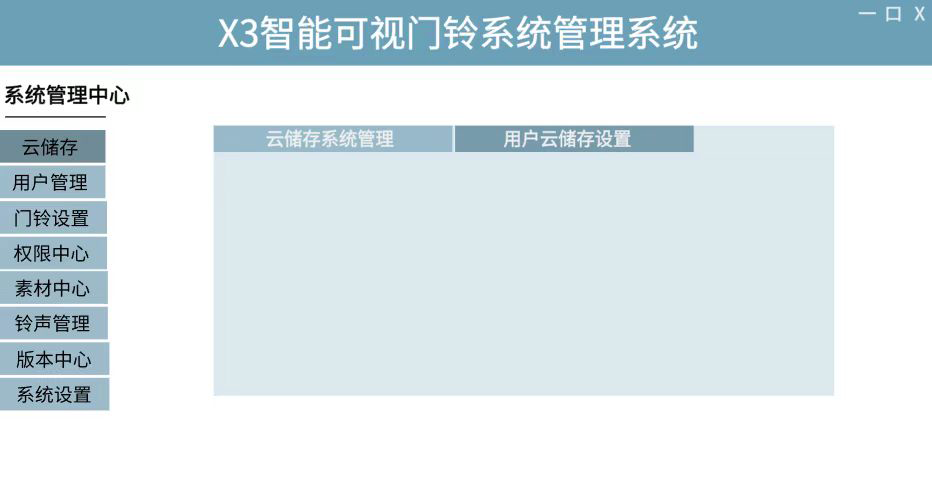 X3智能可视门铃系统管理系统
一 口 X
系统管理中心
云储存
用户管理
门铃设置
权限中心
素材中心
铃声管理
版本中心
系统设置
云储存系统管理
用户云储存设置